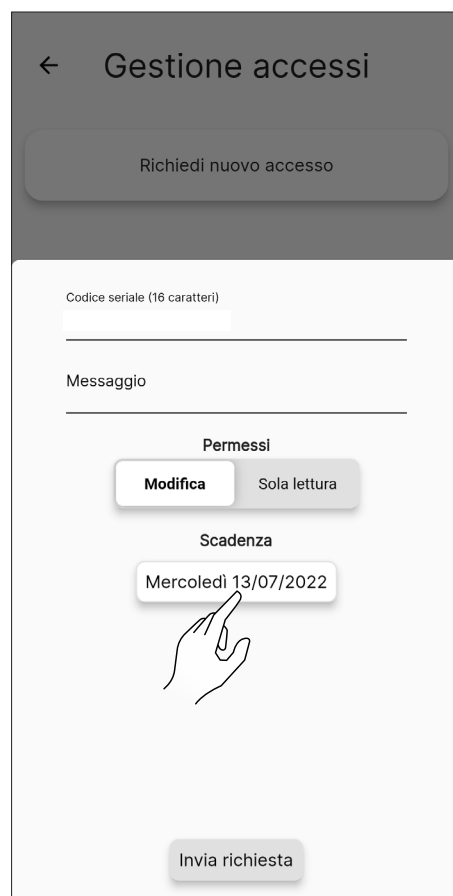 Gestione accessi
Richiedi nuovo accesso
Codice seriale (16 caratteri)
Messaggio
Permessi
Modifica Sola lettura
Scadenza
Mercoledì 13/07/2022
Invia richiesta